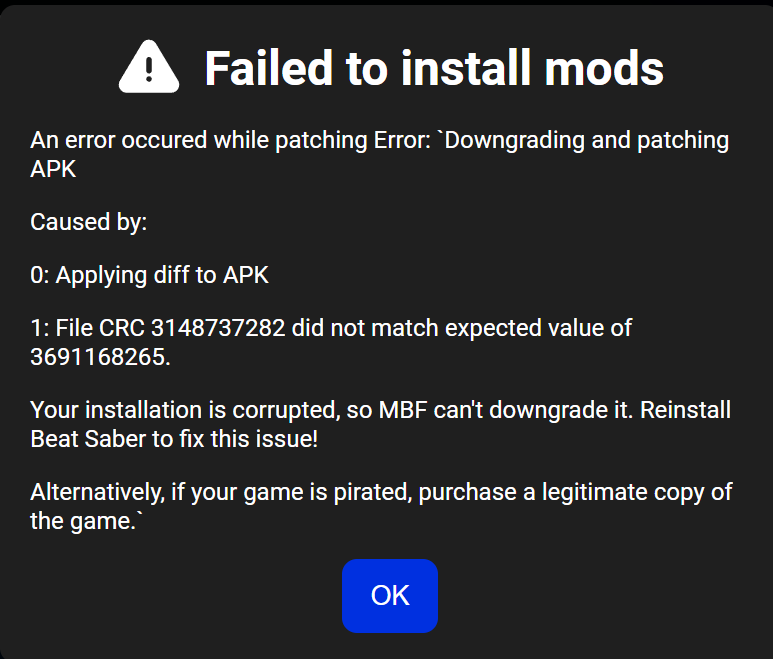 Failed to install mods
An error occured while patching Error: `Downgrading and patching
APK
Caused by:
0: Applying diff to APK
1: File CRC 3148737282 did not match expected value of
3691168265.
Your installation is corrupted, so MBF can't downgrade it. Reinstall
Beat Saber to fix this issue!
Alternatively, if your game is pirated, purchase a legitimate copy of
the game.`
OK